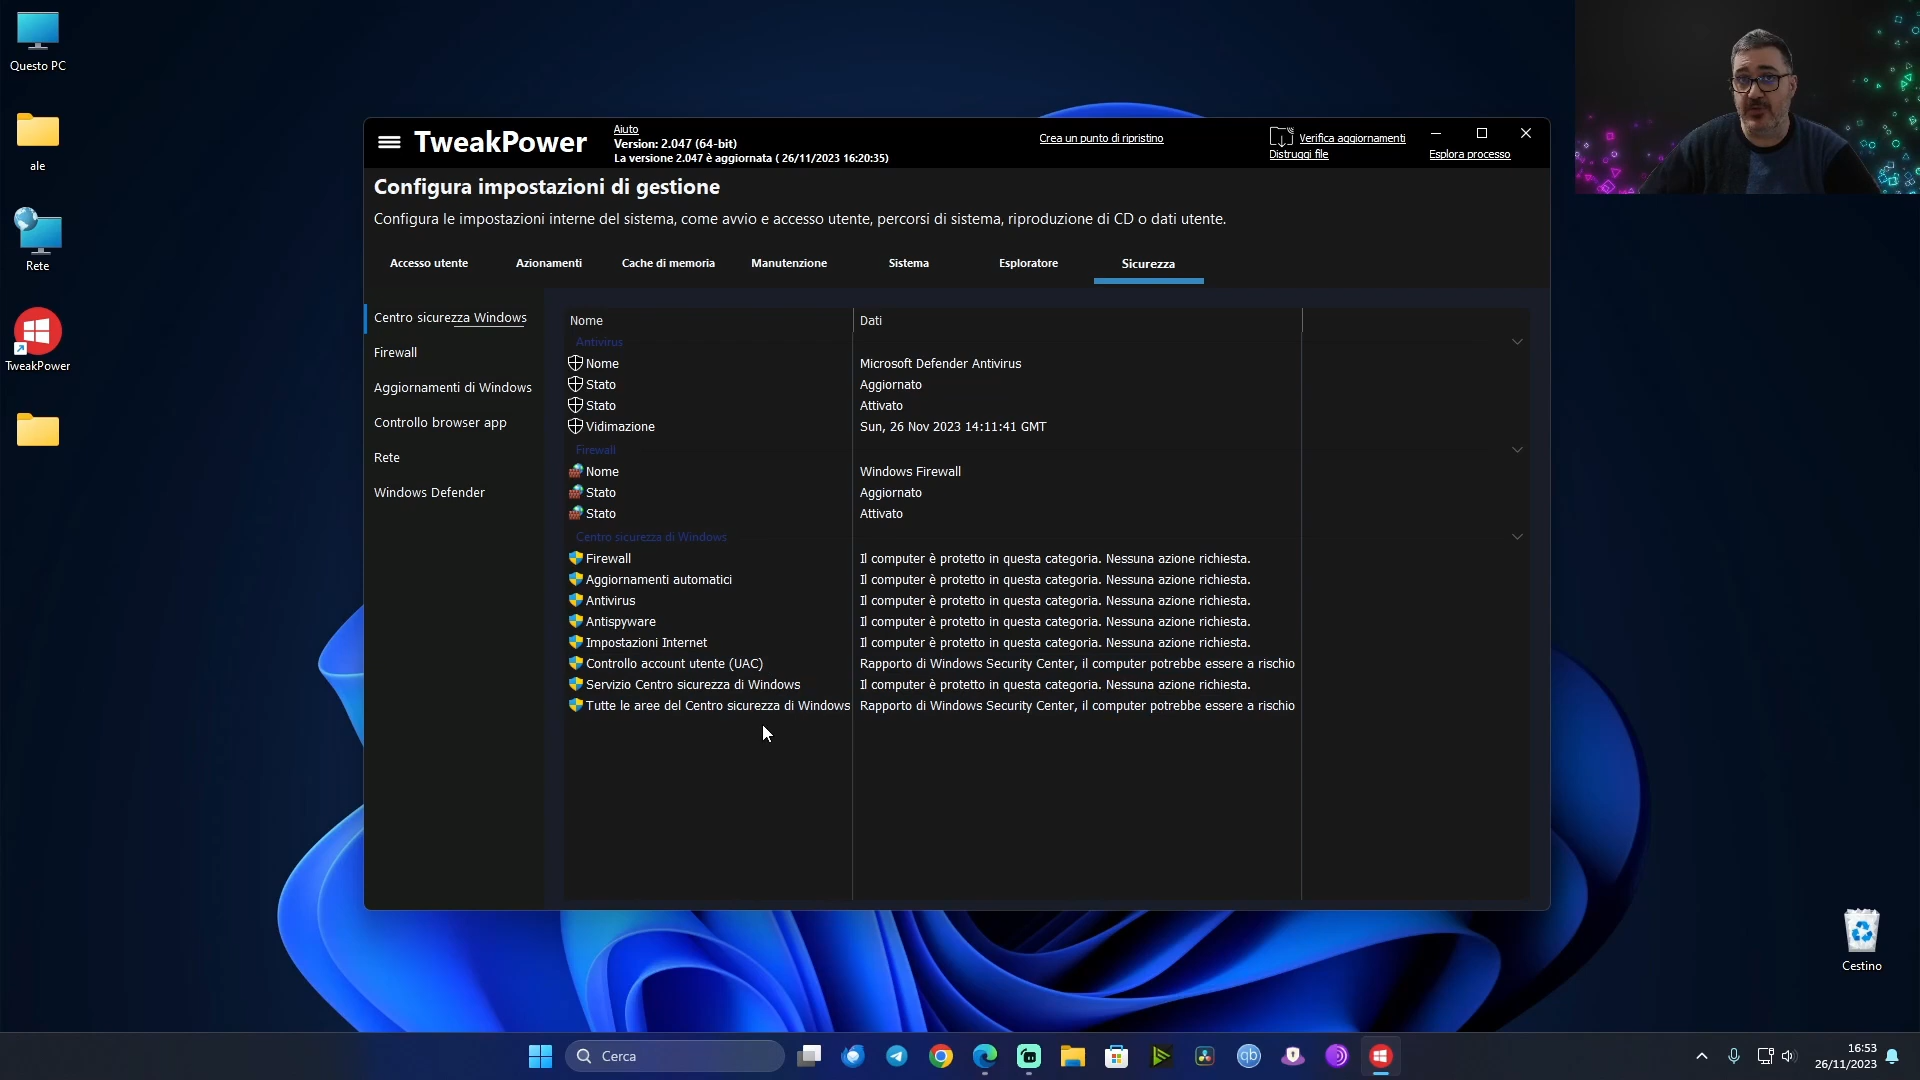 Questo PC
ale
Rete
TweakPower
TweakPower
Aiuto
Version: 2.047 (64-bit)
La versione 2.047 è aggiornata ( 26/11/2023 16:20:35)
Crea un punto di ripristino
Verifica aggiornamenti
Distruggi file
Esplora processo
Configura impostazioni di gestione
Configura le impostazioni interne del sistema, come avvio e accesso utente, percorsi di sistema, riproduzione di CD o dati utente.
Accesso utente Azionamenti Cache di memoria Manutenzione Sistema Esploratore Sicurezza
Centro sicurezza Windows
Firewall
Aggiornamenti di Windows
Controllo browser app
Rete
Windows Defender
Nome Dati
Antivirus
Nome Microsoft Defender Antivirus
Stato Aggiornato
Stato Attivato
Vidimazione Sun, 26 Nov 2023 14:11:41 GMT
Firewall
Nome Windows Firewall
Stato Aggiornato
Stato Attivato
Centro sicurezza di Windows
Firewall Il computer è protetto in questa categoria. Nessuna azione richiesta.
Aggiornamenti automatici Il computer è protetto in questa categoria. Nessuna azione richiesta.
Antivirus Il computer è protetto in questa categoria. Nessuna azione richiesta.
Antispyware Il computer è protetto in questa categoria. Nessuna azione richiesta.
Impostazioni Internet Il computer è protetto in questa categoria. Nessuna azione richiesta.
Controllo account utente (UAC) Rapporto di Windows Security Center, il computer potrebbe essere a rischio
Servizio Centro sicurezza di Windows Il computer è protetto in questa categoria. Nessuna azione richiesta.
Tutte le aree del Centro sicurezza di Windows Rapporto di Windows Security Center, il computer potrebbe essere a rischio
Cestino
Cerca
qb
16:53
26/11/2023